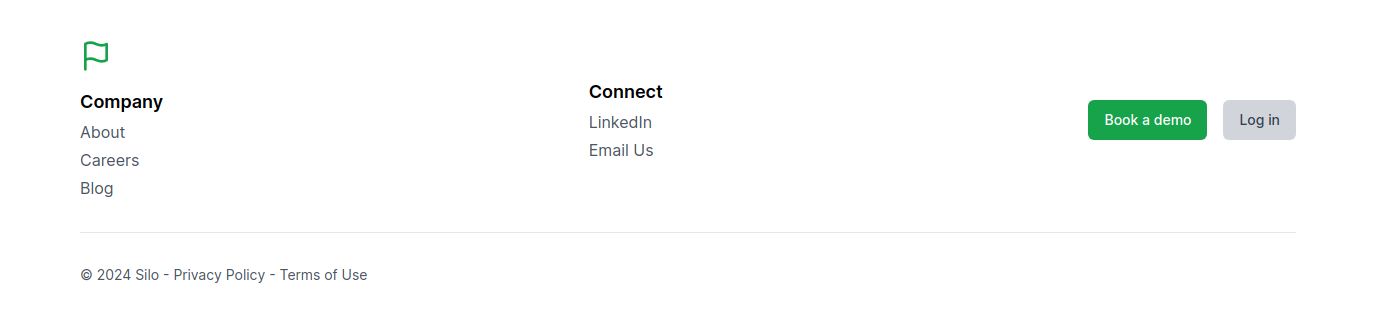 Company
About
Careers
Blog
Connect
LinkedIn
Email Us
Book a demo
Log in
© 2024 Silo - Privacy Policy - Terms of Use